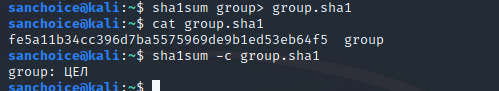 sanchoice@kali:~$ sha1sum group> group.sha1
sanchoice@kali:~$ cat group.sha1
fe5a11b34cc396d7ba5575969de9b1ed53eb64f5  group
sanchoice@kali:~$ sha1sum -c group.sha1
group: ЦЕЛ
sanchoice@kali:~$